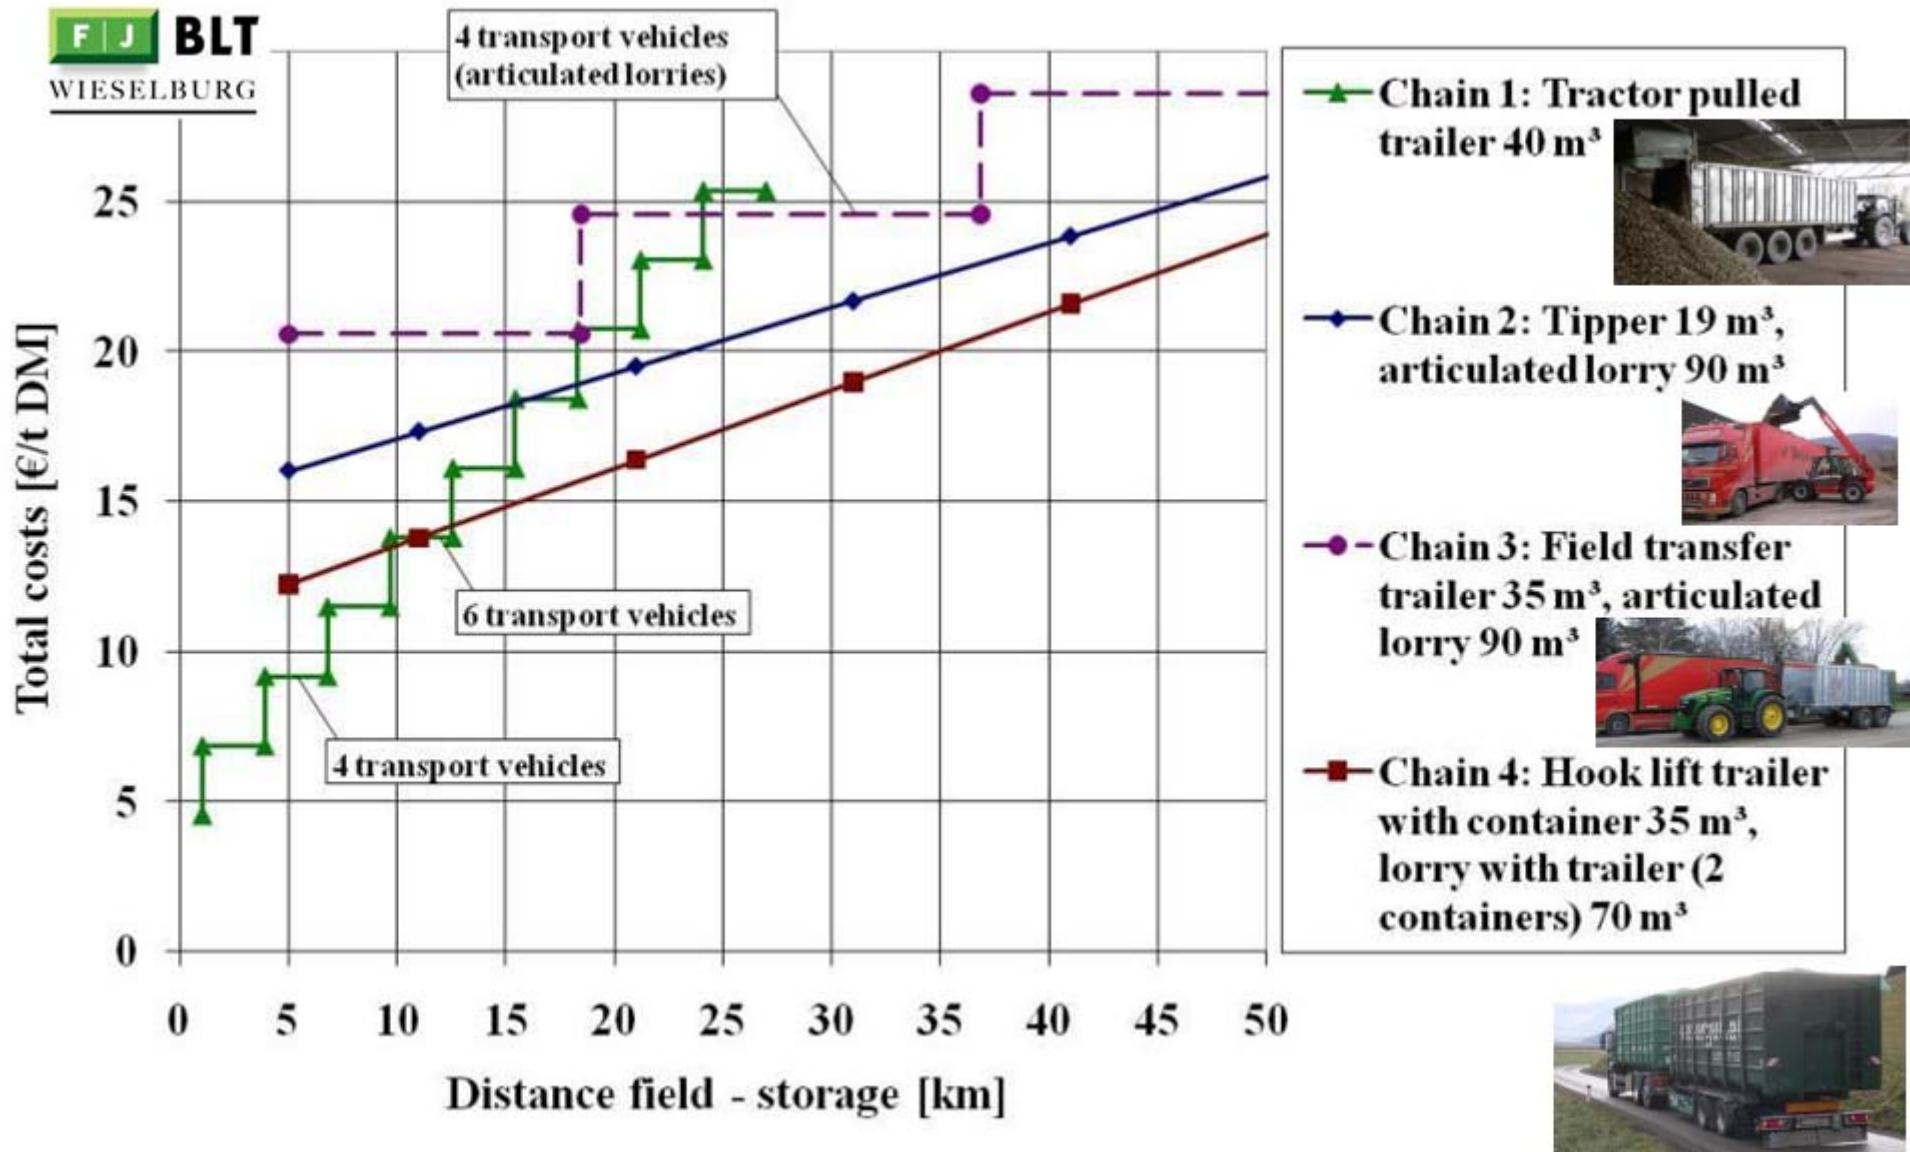 F J BLT
WIESELBURG
4 transport vehicles
(articulated lorries)
Total costs [€/t DM]
25
20
15
10
5
0
6 transport vehicles
4 transport vehicles
0 5 10 15 20 25 30 35 40 45 50
Distance field - storage [km]
Chain 1: Tractor pulled
trailer 40 m³
Chain 2: Tipper 19 m³,
articulated lorry 90 m³
Chain 3: Field transfer
trailer 35 m³, articulated
lorry 90 m³
Chain 4: Hook lift trailer
with container 35 m³,
lorry with trailer (2
containers) 70 m³